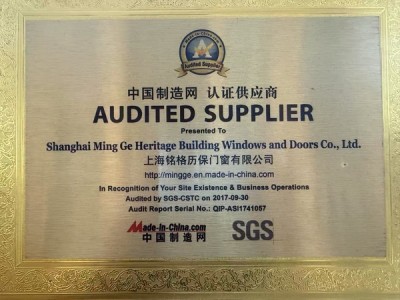 Made-in-China.com
Audited Supplier
中国制造网 认证供应商
AUDITED SUPPLIER
Presented To
Shanghai Ming Ge Heritage Building Windows and Doors Co., Ltd.
上海铭格历保门窗有限公司
http://mingge.en.made-in-china.com
In Recognition of Your Site Existence & Business Operations
Audited by SGS-CSTC on 2017-09-30
Audit Report Serial No.: QIP-ASI1741057
Made-in-China.com
中国制造网
SGS